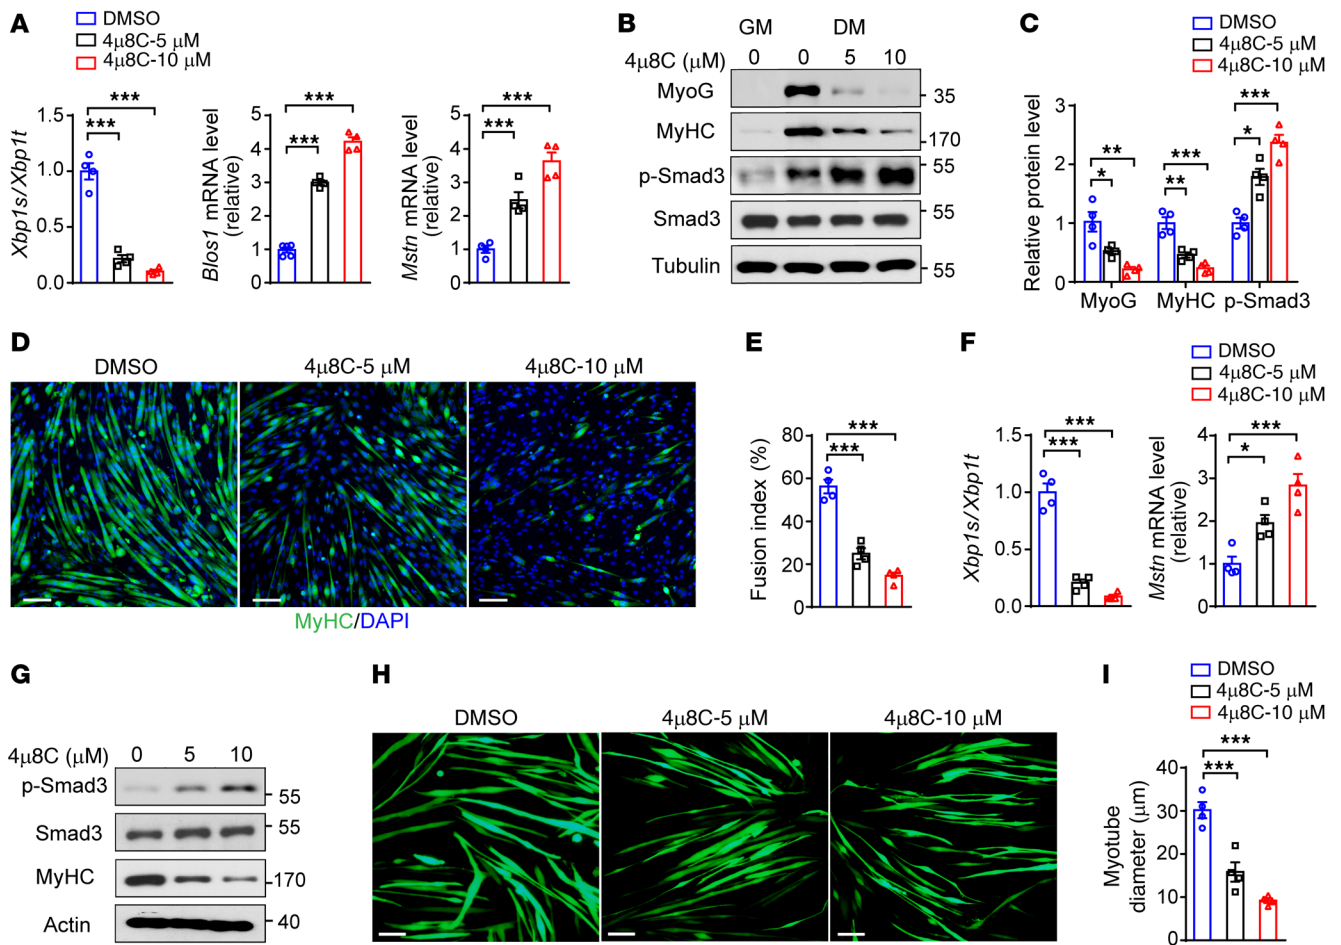 A
DMSO
4µ8C-5 µM
4µ8C-10 µM
Xbp1s/Xbp1t
1.5
1.0
0.5
0.0
***
***
Blos1 mRNA level
(relative)
5
4
3
2
1
0
***
***
Mstn mRNA level
(relative)
5
4
3
2
1
0
***
***
B
GM DM
4µ8C (µM) 0 0 5 10
MyoG 35
MyHC 170
p-Smad3 55
Smad3 55
Tubulin 55
C
DMSO
4µ8C-5 µM
4µ8C-10 µM
Relative protein level
3
2
1
0
**
*
***
**
***
*
MyoG MyHC p-Smad3
D
DMSO 4µ8C-5 µM 4µ8C-10 µM
MyHC/DAPI
E
Fusion index (%)
80
60
40
20
0
***
***
F
DMSO
4µ8C-5 µM
4µ8C-10 µM
Xbp1s/Xbp1t
1.5
1.0
0.5
0.0
***
***
Mstn mRNA level
(relative)
4
3
2
1
0
***
*
G
4µ8C (µM) 0 5 10
p-Smad3 55
Smad3 55
MyHC 170
Actin 40
H
DMSO 4µ8C-5 µM 4µ8C-10 µM
I
DMSO
4µ8C-5 µM
4µ8C-10 µM
Myotube
diameter (µm)
40
30
20
10
0
***
***